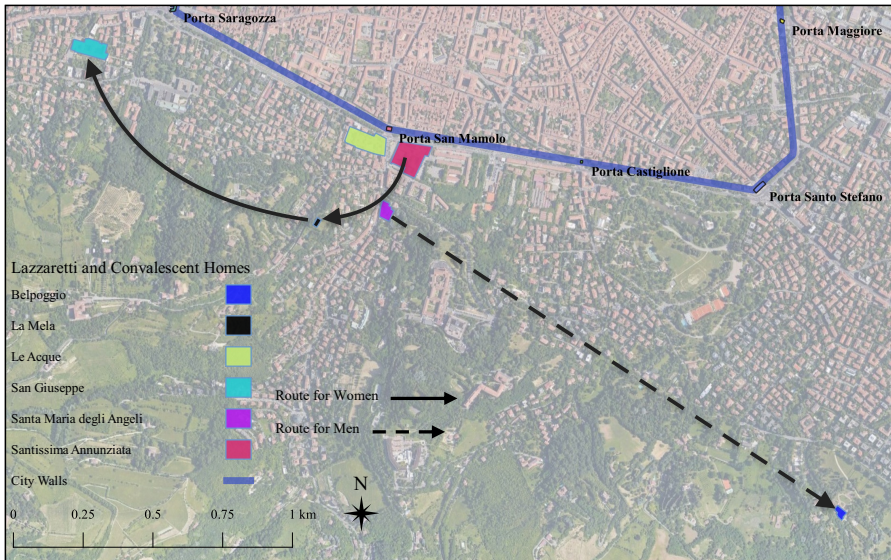 Porta Saragozza
Porta Maggiore
Porta San Mamolo
Porta Castiglione
Porta Santo Stefano
Lazzaretti and Convalescent Homes
Belpoggio
La Mela
Le Acque
San Giuseppe
Santa Maria degli Angeli
Santissima Annunziata
City Walls
Route for Women
Route for Men
N
0 0.25 0.5 0.75 1 km